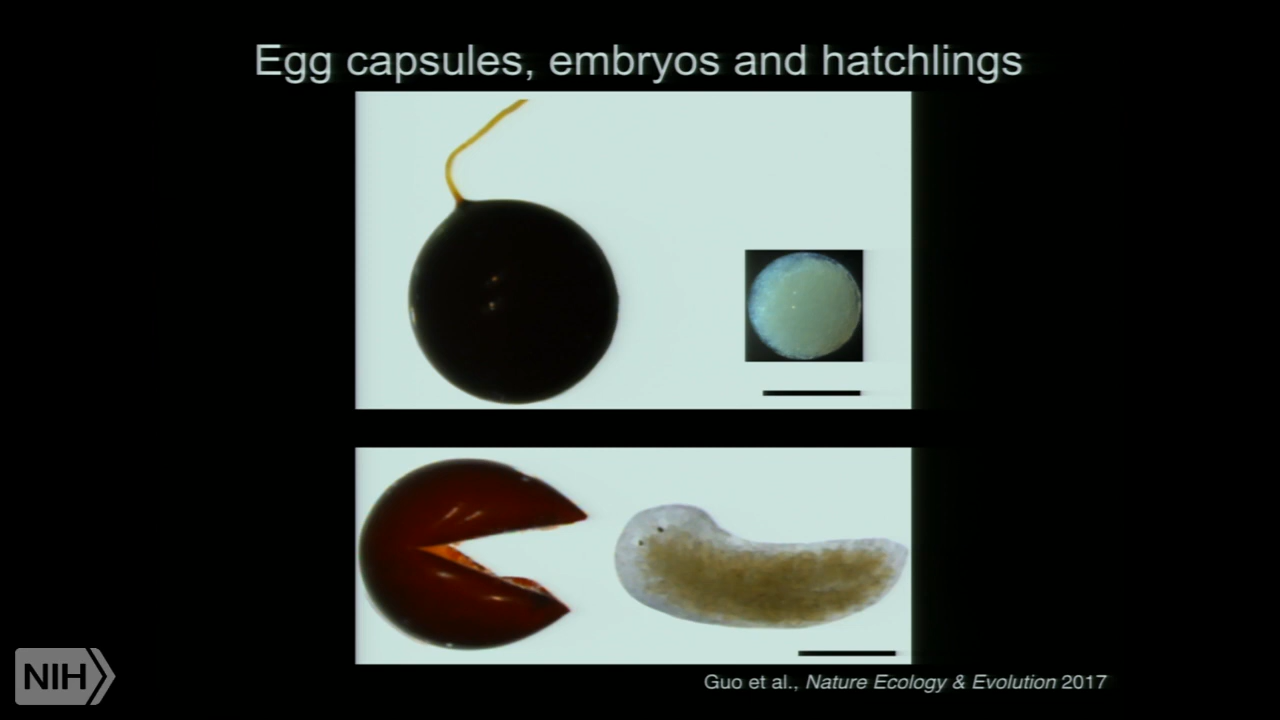 Egg capsules, embryos and hatchlings
NIH
Guo et al., Nature Ecology & Evolution 2017